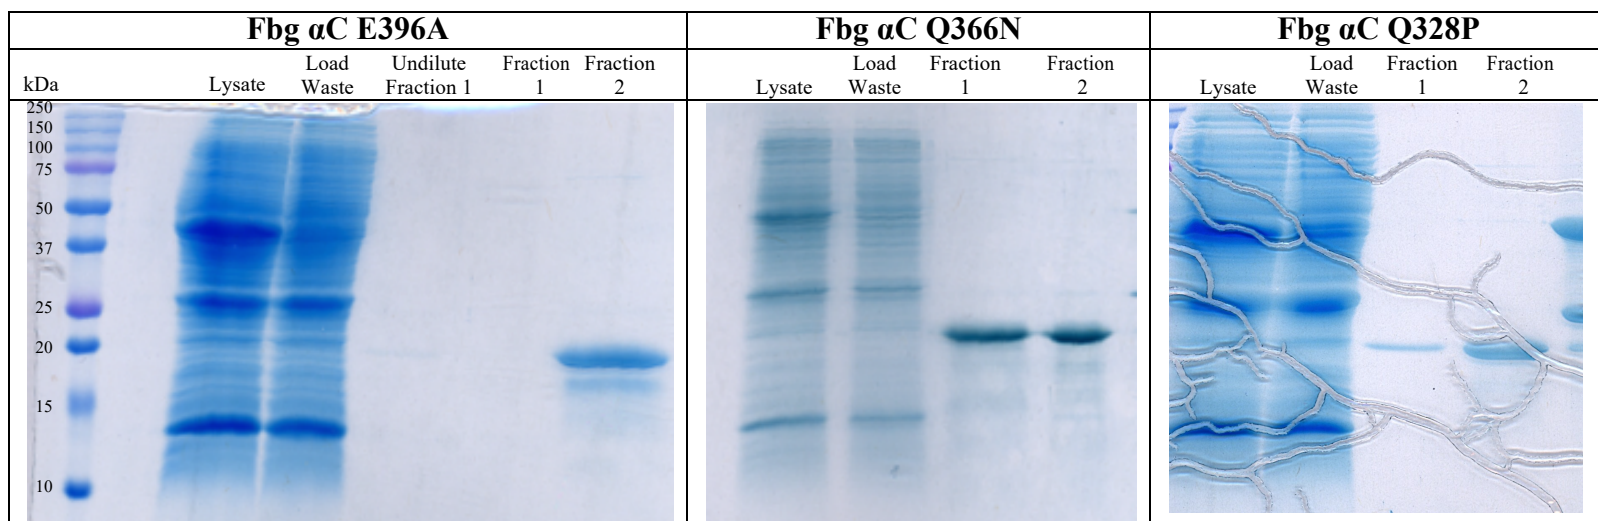 Fbg αC E396A
Fbg αC Q366N
Fbg αC Q328P
kDa
Lysate
Load
Waste
Undilute
Fraction 1
Fraction
1
Fraction
2
Lysate
Load
Waste
Fraction
1
Fraction
2
Lysate
Load
Waste
Fraction
1
Fraction
2
250
150
100
75
50
37
25
20
15
10